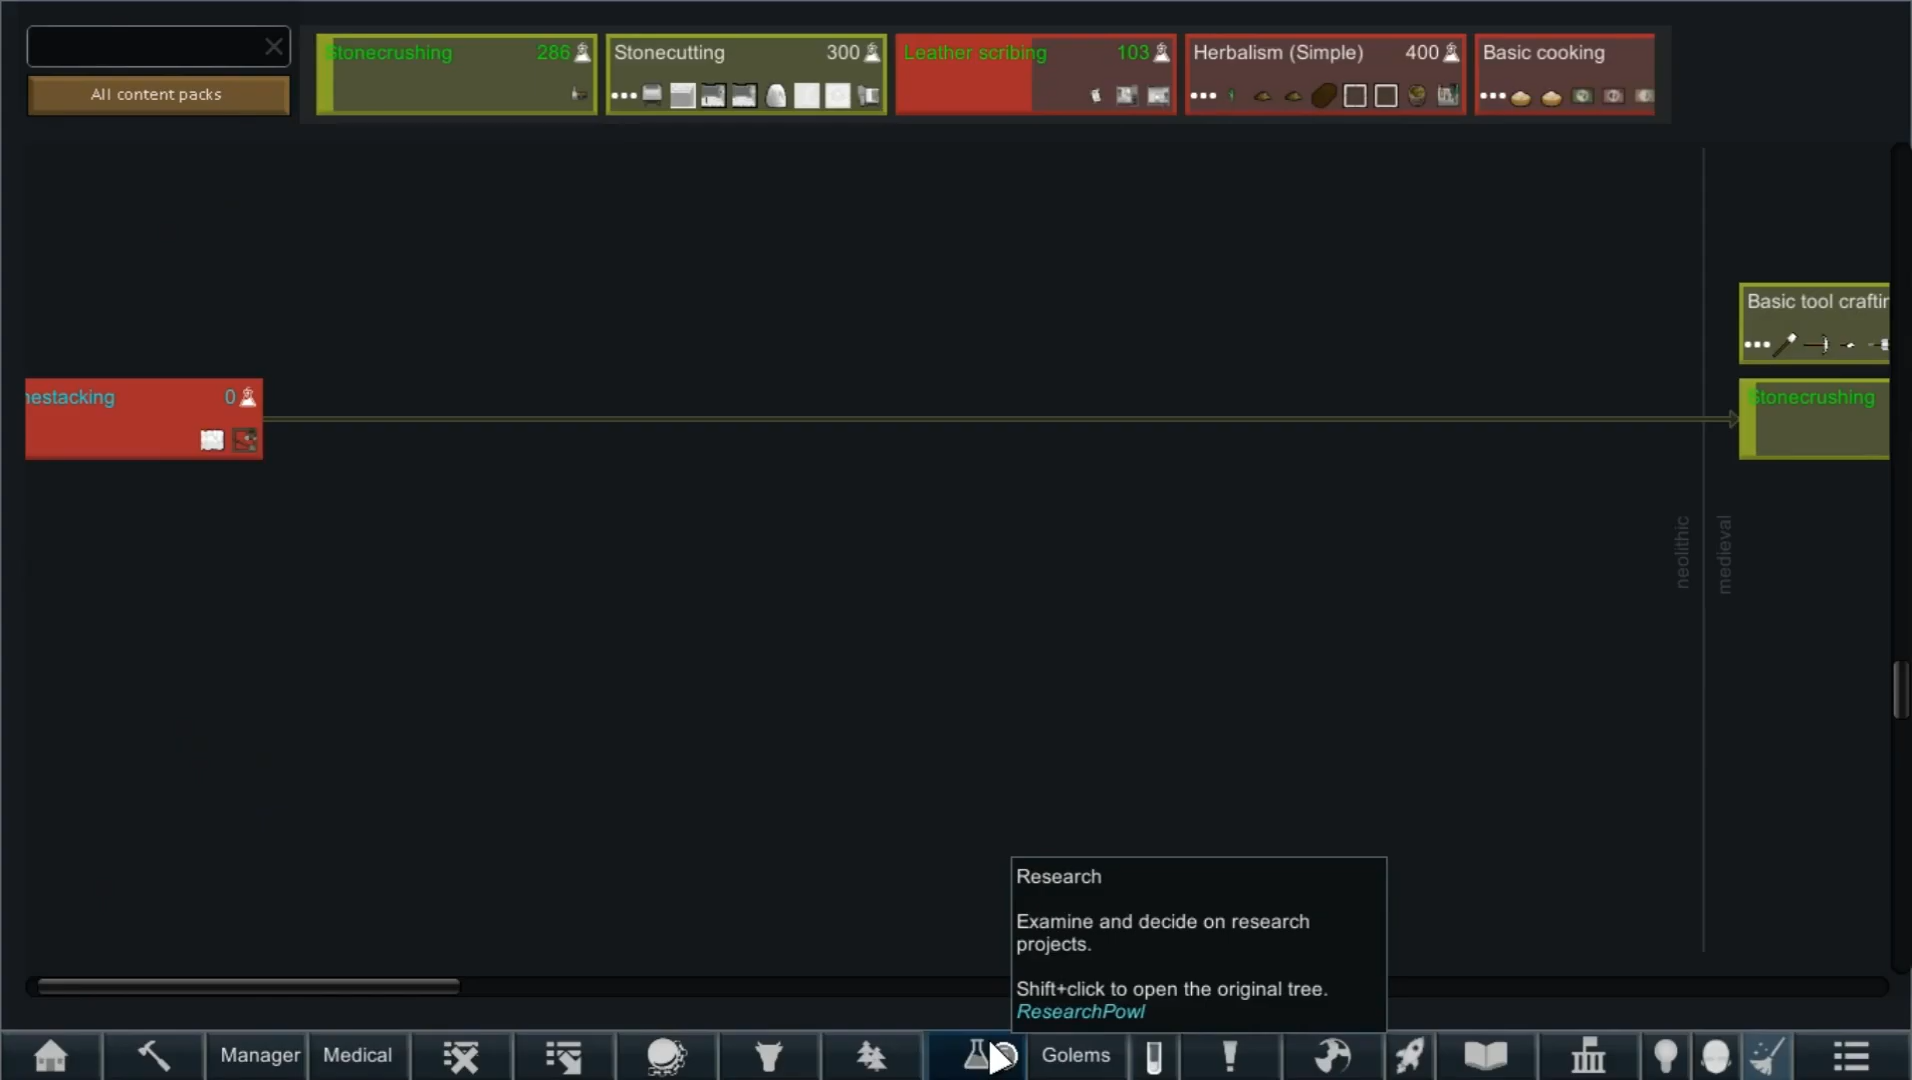 Stonecrushing 286
Stonecutting 300
Leather scribing 103
Herbalism (Simple) 400
Basic cooking
All content packs
Basic tool craftin
nestacking 0
Stonecrushing
neolithic
medieval
Research
Examine and decide on research
projects.
Shift+click to open the original tree.
ResearchPowl
Manager
Medical
Golems